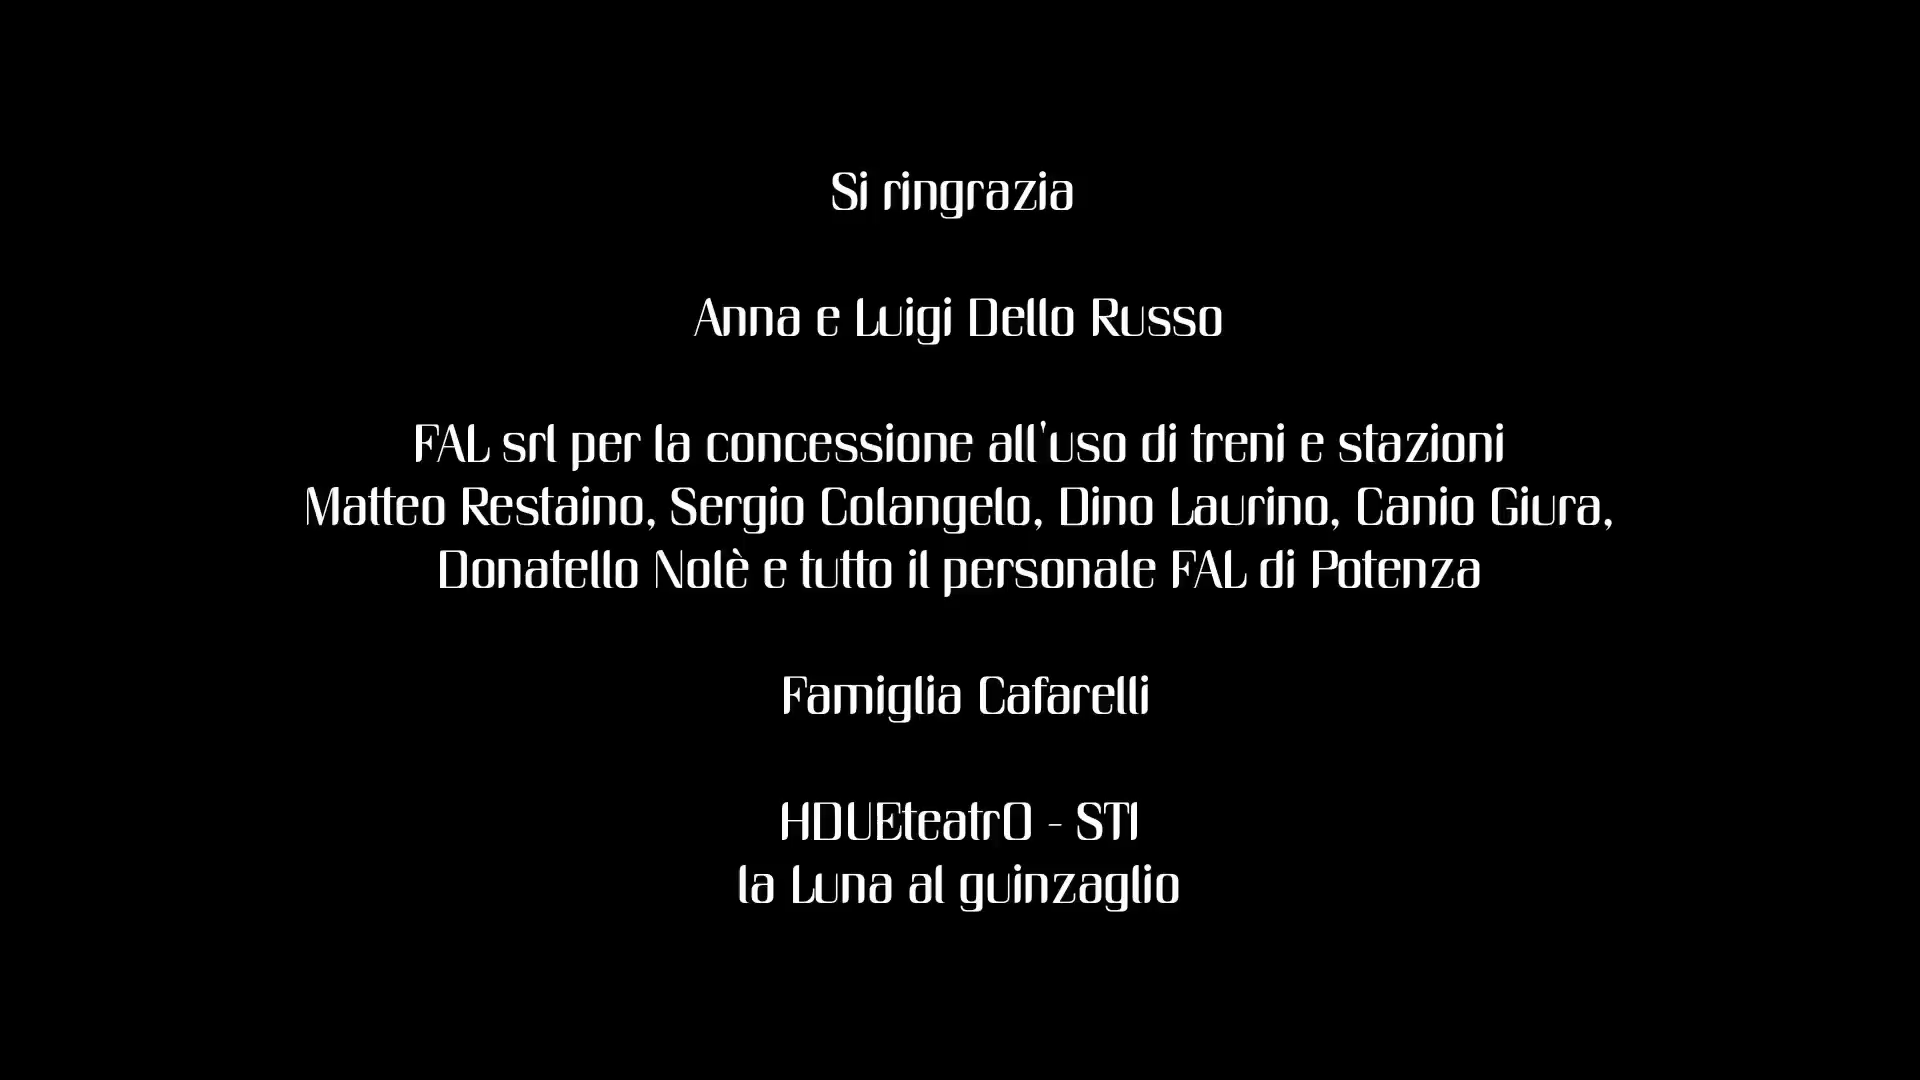 Si ringrazia
Anna e Luigi Dello Russo
FAL srl per la concessione all'uso di treni e stazioni
Matteo Restaino, Sergio Colangelo, Dino Laurino, Canio Giura,
Donatello Nolè e tutto il personale FAL di Potenza
Famiglia Cafarelli
HDUEteatrO - STI
la Luna al guinzaglio